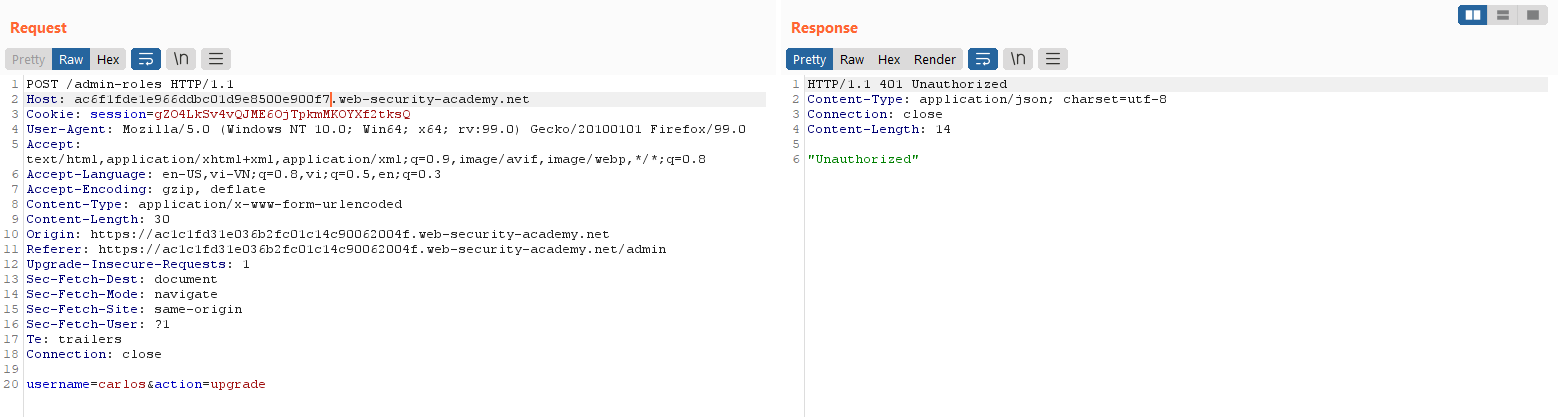 Request
Pretty Raw Hex \n
1 POST /admin-roles HTTP/1.1
2 Host: ac6f1fde1e966ddbc01d9e8500e900f7.web-security-academy.net
3 Cookie: session=gZO4LkSv4vQJME6OjTpkmMKOYXf2tksQ
4 User-Agent: Mozilla/5.0 (Windows NT 10.0; Win64; x64; rv:99.0) Gecko/20100101 Firefox/99.0
5 Accept:
text/html,application/xhtml+xml,application/xml;q=0.9,image/avif,image/webp,*/*;q=0.8
6 Accept-Language: en-US,vi-VN;q=0.8,vi;q=0.5,en;q=0.3
7 Accept-Encoding: gzip, deflate
8 Content-Type: application/x-www-form-urlencoded
9 Content-Length: 30
10 Origin: https://ac1c1fd31e036b2fc01c14c90062004f.web-security-academy.net
11 Referer: https://ac1c1fd31e036b2fc01c14c90062004f.web-security-academy.net/admin
12 Upgrade-Insecure-Requests: 1
13 Sec-Fetch-Dest: document
14 Sec-Fetch-Mode: navigate
15 Sec-Fetch-Site: same-origin
16 Sec-Fetch-User: ?1
17 Te: trailers
18 Connection: close
19
20 username=carlos&action=upgrade
Response
Pretty Raw Hex Render \n
1 HTTP/1.1 401 Unauthorized
2 Content-Type: application/json; charset=utf-8
3 Connection: close
4 Content-Length: 14
5
6 "Unauthorized"